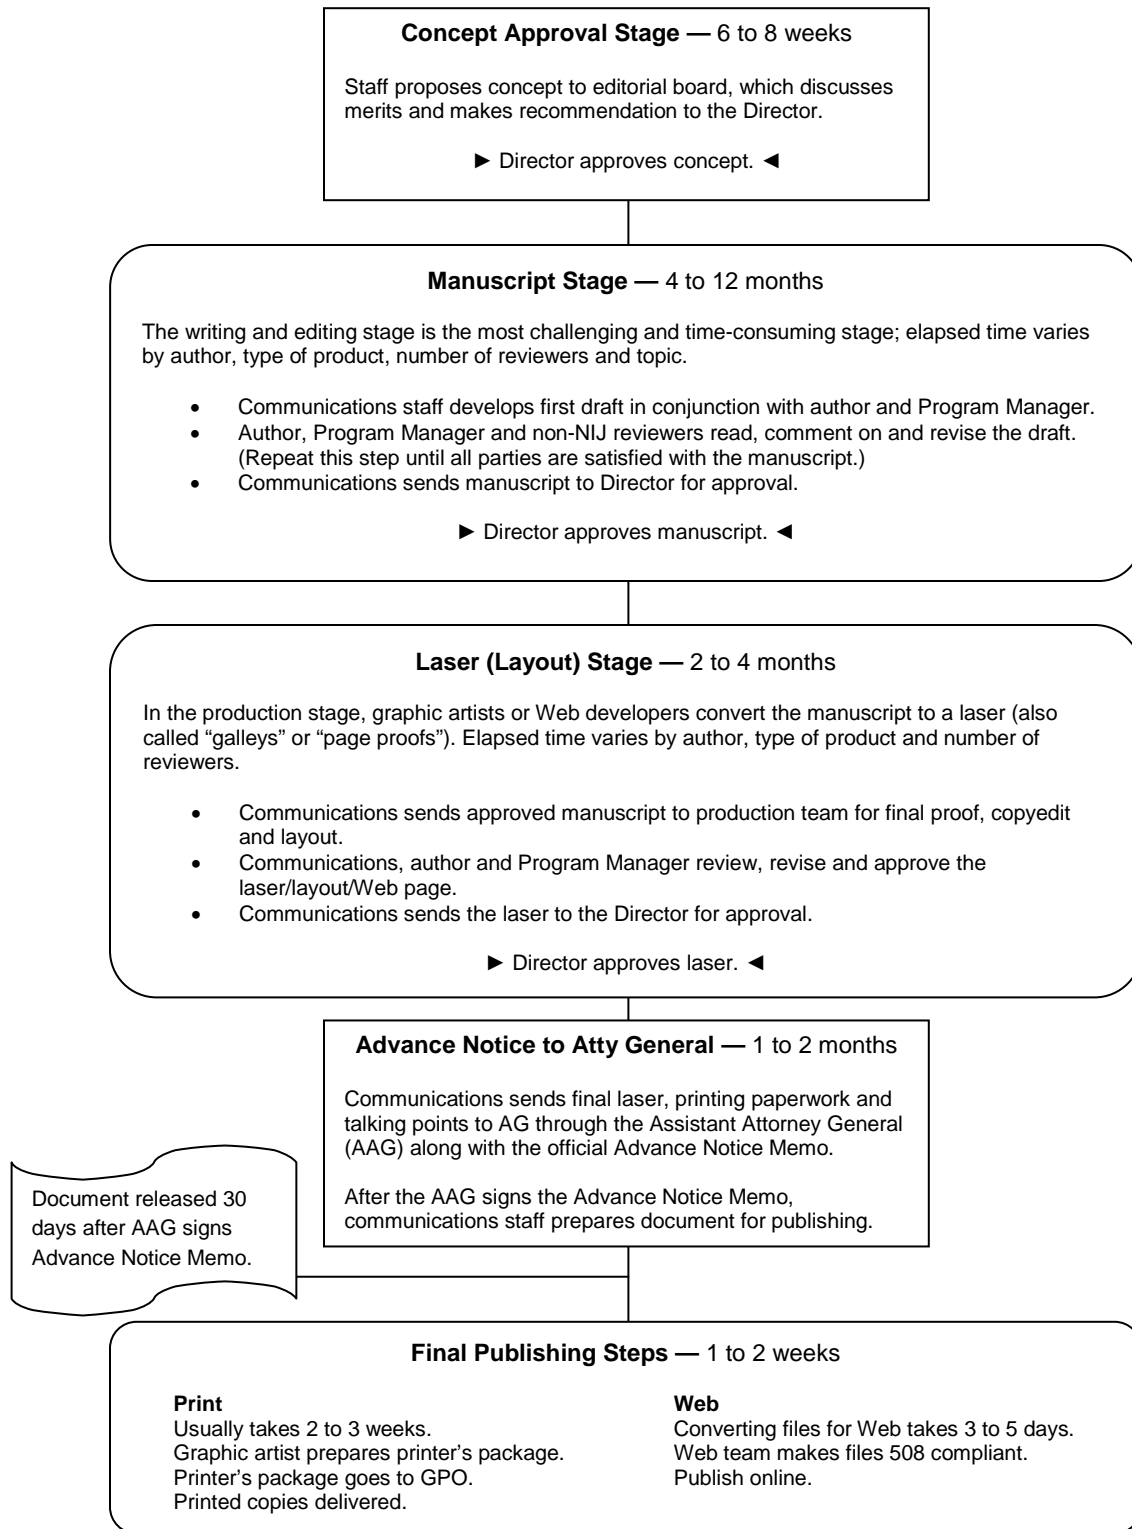 Concept Approval Stage — 6 to 8 weeks
Staff proposes concept to editorial board, which discusses
merits and makes recommendation to the Director.
► Director approves concept. ◄
Manuscript Stage — 4 to 12 months
The writing and editing stage is the most challenging and time-consuming stage; elapsed time varies
by author, type of product, number of reviewers and topic.
• Communications staff develops first draft in conjunction with author and Program Manager.
• Author, Program Manager and non-NIJ reviewers read, comment on and revise the draft.
(Repeat this step until all parties are satisfied with the manuscript.)
• Communications sends manuscript to Director for approval.
► Director approves manuscript. ◄
Laser (Layout) Stage — 2 to 4 months
In the production stage, graphic artists or Web developers convert the manuscript to a laser (also
called “galleys” or “page proofs”). Elapsed time varies by author, type of product and number of
reviewers.
• Communications sends approved manuscript to production team for final proof, copyedit
and layout.
• Communications, author and Program Manager review, revise and approve the
laser/layout/Web page.
• Communications sends the laser to the Director for approval.
► Director approves laser. ◄
Advance Notice to Atty General — 1 to 2 months
Communications sends final laser, printing paperwork and
talking points to AG through the Assistant Attorney General
(AAG) along with the official Advance Notice Memo.
After the AAG signs the Advance Notice Memo,
communications staff prepares document for publishing.
Document released 30
days after AAG signs
Advance Notice Memo.
Final Publishing Steps — 1 to 2 weeks
Print
Usually takes 2 to 3 weeks.
Graphic artist prepares printer’s package.
Printer’s package goes to GPO.
Printed copies delivered.
Web
Converting files for Web takes 3 to 5 days.
Web team makes files 508 compliant.
Publish online.